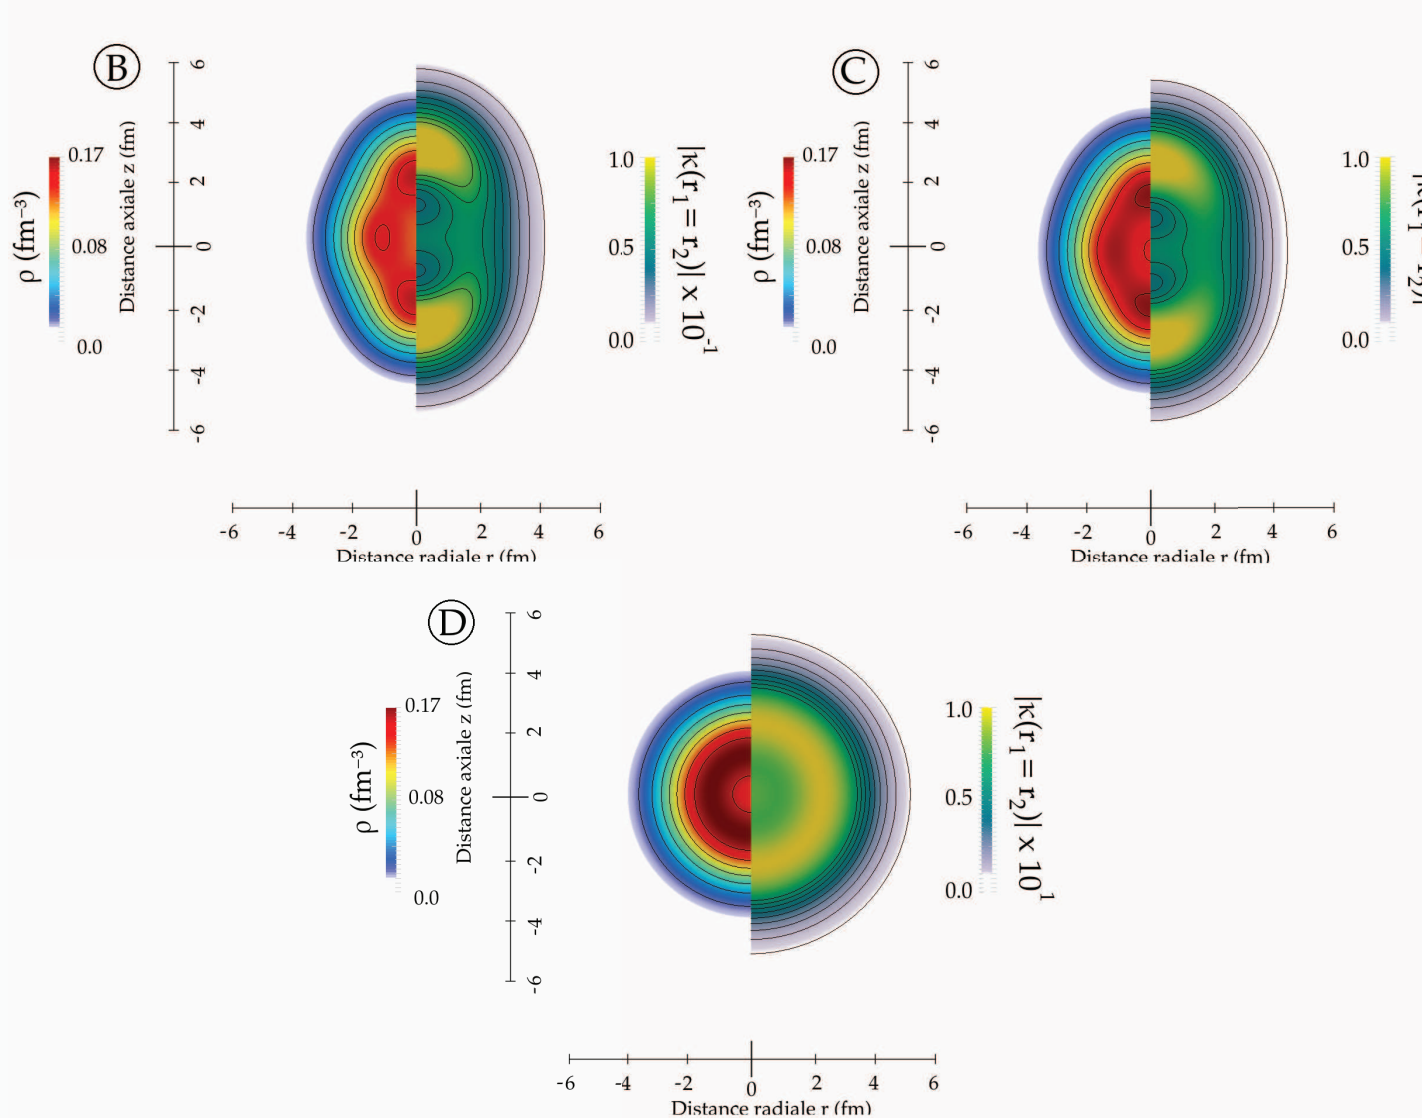 B
6
4
2
0
-2
-4
-6
Distance axiale z (fm)
ρ (fm⁻³)
0.17
0.08
0.0
1.0
0.5
0.0
|κ(r₁ = r₂)| x 10⁻¹
-6 -4 -2 0 2 4 6
Distance radiale r (fm)
C
6
4
2
0
-2
-4
-6
Distance axiale z (fm)
ρ (fm⁻³)
0.17
0.08
0.0
1.0
0.5
0.0
-6 -4 -2 0 2 4 6
Distance radiale r (fm)
D
6
4
2
0
-2
-4
-6
Distance axiale z (fm)
ρ (fm⁻³)
0.17
0.08
0.0
1.0
0.5
0.0
|κ(r₁ = r₂)| x 10¹
-6 -4 -2 0 2 4 6
Distance radiale r (fm)